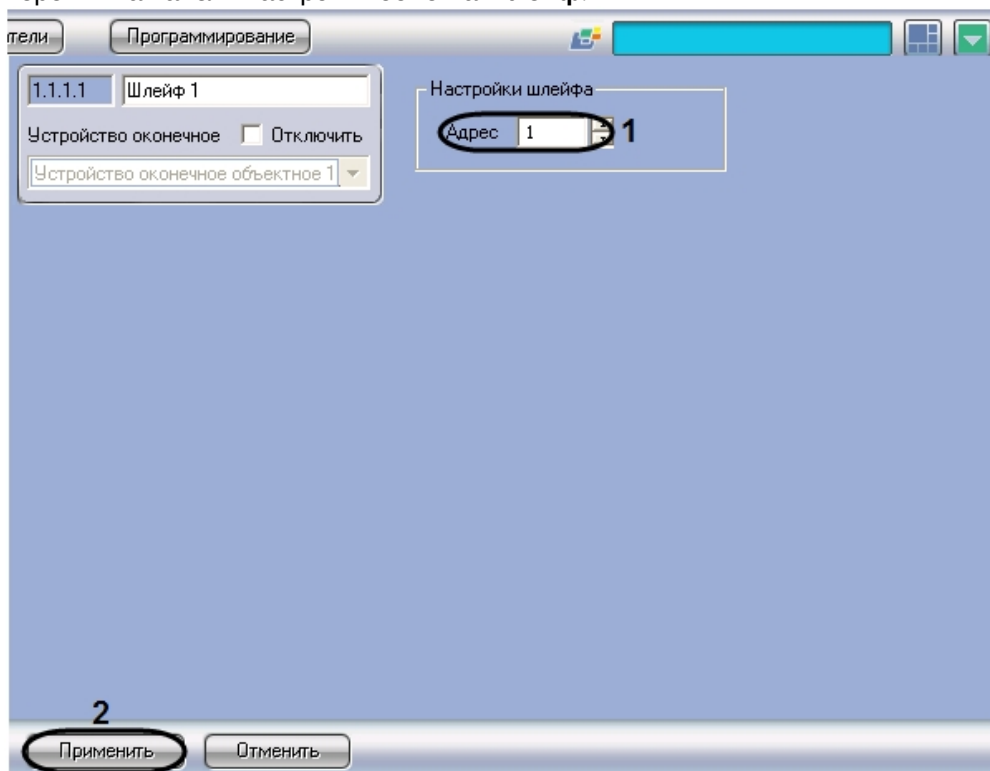 тели Программирование
1.1.1.1 Шлейф 1
Устройство оконечное Отключить
Устройство оконечное объектное 1
Настройки шлейфа
Адрес 1 1
2
Применить Отменить